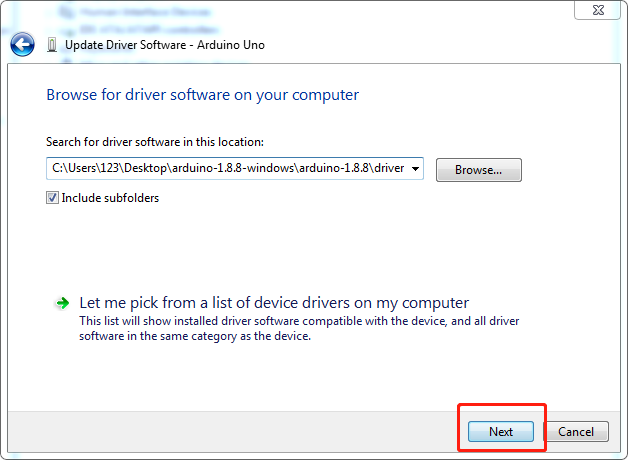 Human Interface Devices
Update Driver Software - Arduino Uno
Browse for driver software on your computer
Search for driver software in this location:
C:\Users\123\Desktop\arduino-1.8.8-windows\arduino-1.8.8\driver
Browse...
Include subfolders
Let me pick from a list of device drivers on my computer
This list will show installed driver software compatible with the device, and all driver
software in the same category as the device.
Next
Cancel